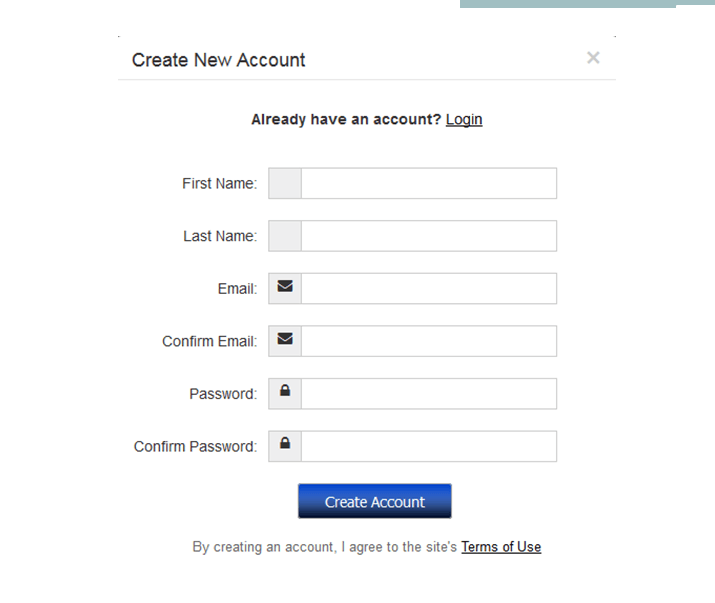 Create New Account
×
Already have an account? Login
First Name:
Last Name:
Email:
Confirm Email:
Password:
Confirm Password:
Create Account
By creating an account, I agree to the site's Terms of Use